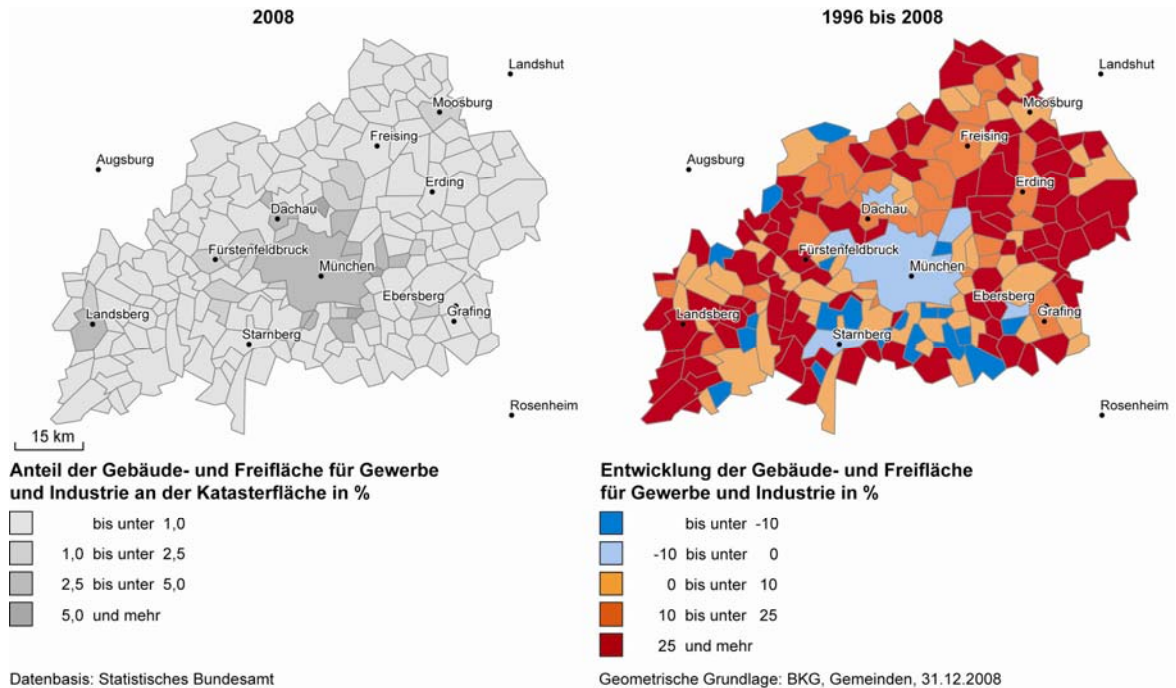 2008
Landshut
Moosburg
Freising
Augsburg
Erding
Dachau
Fürstenfeldbruck
München
Ebersberg
Landsberg
Grafing
Starnberg
Rosenheim
15 km
Anteil der Gebäude- und Freifläche für Gewerbe
und Industrie an der Katasterfläche in %
bis unter 1,0
1,0 bis unter 2,5
2,5 bis unter 5,0
5,0 und mehr
Datenbasis: Statistisches Bundesamt
1996 bis 2008
Landshut
Moosburg
Freising
Augsburg
Erding
Dachau
Fürstenfeldbruck
München
Ebersberg
Landsberg
Grafing
Starnberg
Rosenheim
Entwicklung der Gebäude- und Freifläche
für Gewerbe und Industrie in %
bis unter -10
-10 bis unter 0
0 bis unter 10
10 bis unter 25
25 und mehr
Geometrische Grundlage: BKG, Gemeinden, 31.12.2008